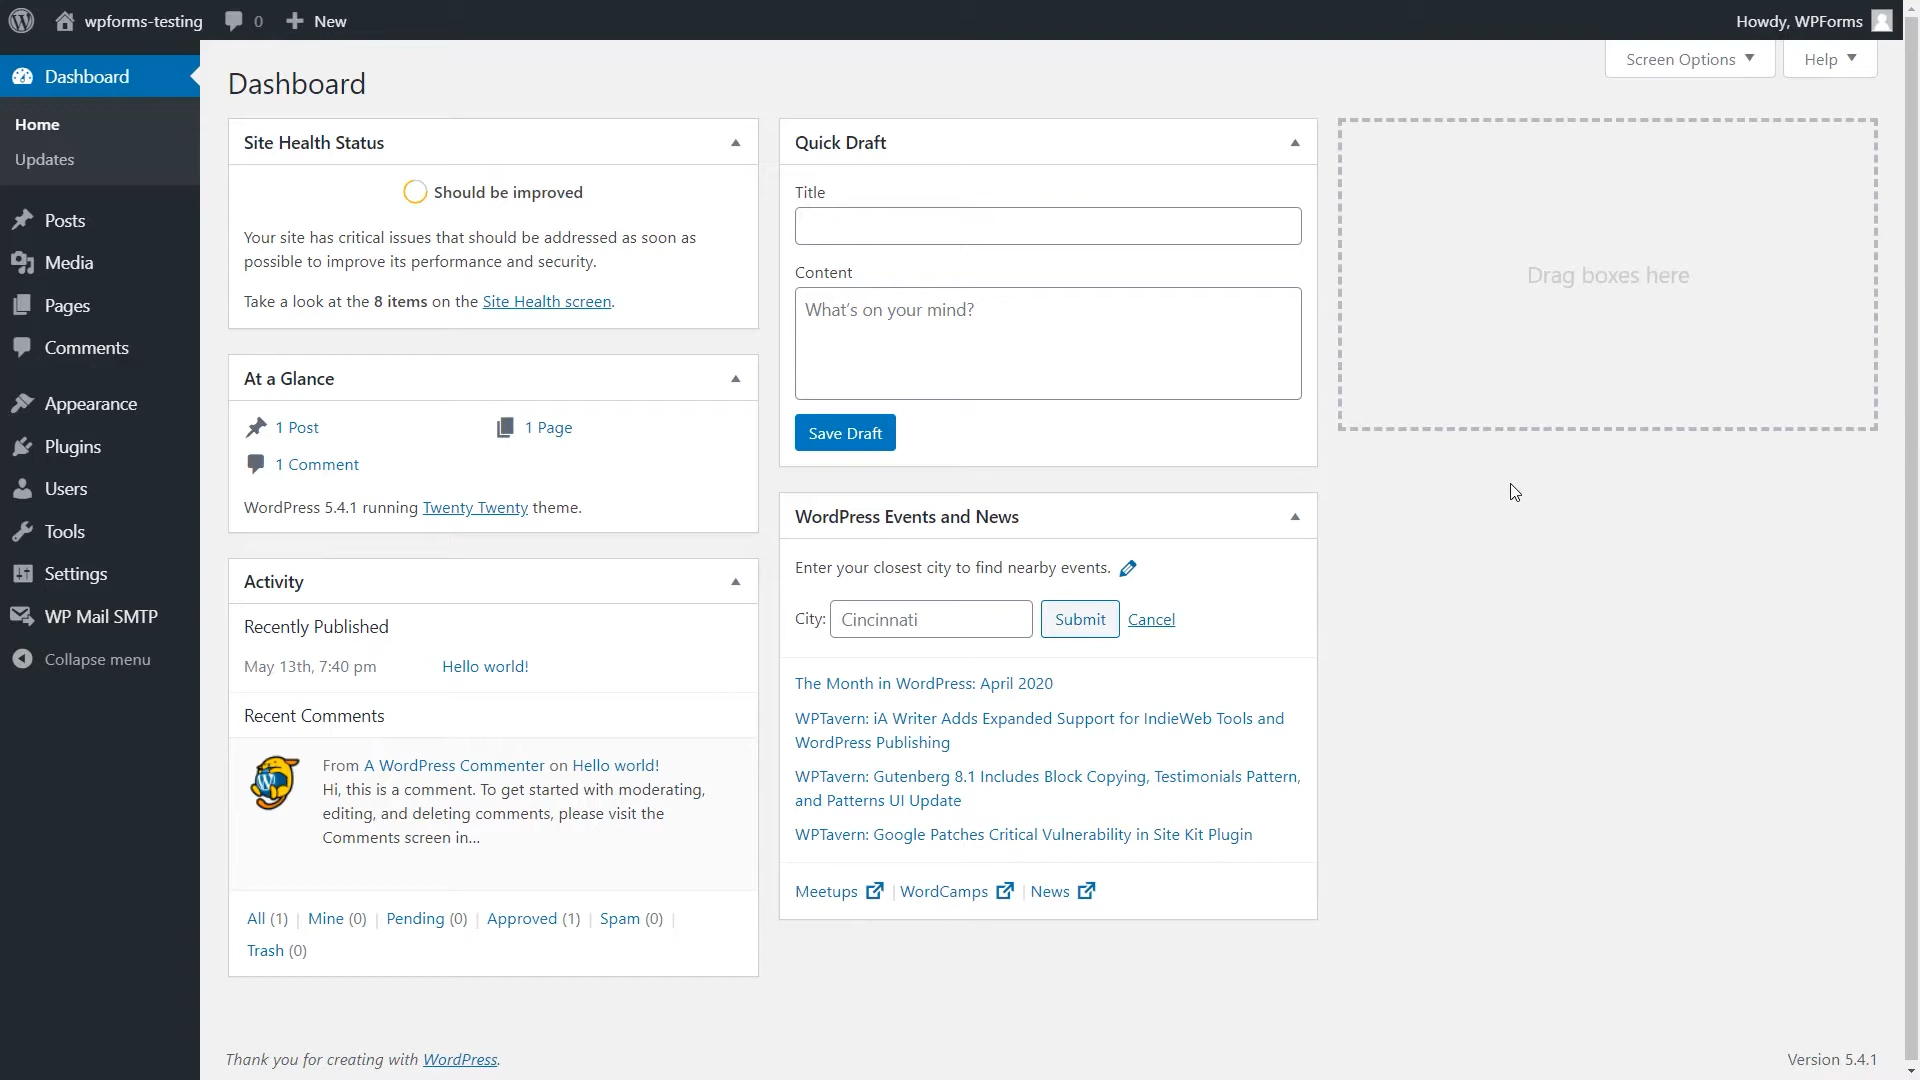 wpforms-testing 0 New Howdy, WPForms
Dashboard
Home
Updates
Posts
Media
Pages
Comments
Appearance
Plugins
Users
Tools
Settings
WP Mail SMTP
Collapse menu
Screen Options
Help
Dashboard
Site Health Status
Should be improved
Your site has critical issues that should be addressed as soon as
possible to improve its performance and security.
Take a look at the 8 items on the Site Health screen.
At a Glance
1 Post
1 Page
1 Comment
WordPress 5.4.1 running Twenty Twenty theme.
Activity
Recently Published
May 13th, 7:40 pm Hello world!
Recent Comments
From A WordPress Commenter on Hello world!
Hi, this is a comment. To get started with moderating,
editing, and deleting comments, please visit the
Comments screen in…
All (1) | Mine (0) | Pending (0) | Approved (1) | Spam (0) |
Trash (0)
Quick Draft
Title
Content
What’s on your mind?
Save Draft
WordPress Events and News
Enter your closest city to find nearby events.
City: Cincinnati Submit Cancel
The Month in WordPress: April 2020
WPTavern: iA Writer Adds Expanded Support for IndieWeb Tools and
WordPress Publishing
WPTavern: Gutenberg 8.1 Includes Block Copying, Testimonials Pattern,
and Patterns UI Update
WPTavern: Google Patches Critical Vulnerability in Site Kit Plugin
Meetups | WordCamps | News
Drag boxes here
Thank you for creating with WordPress.
Version 5.4.1